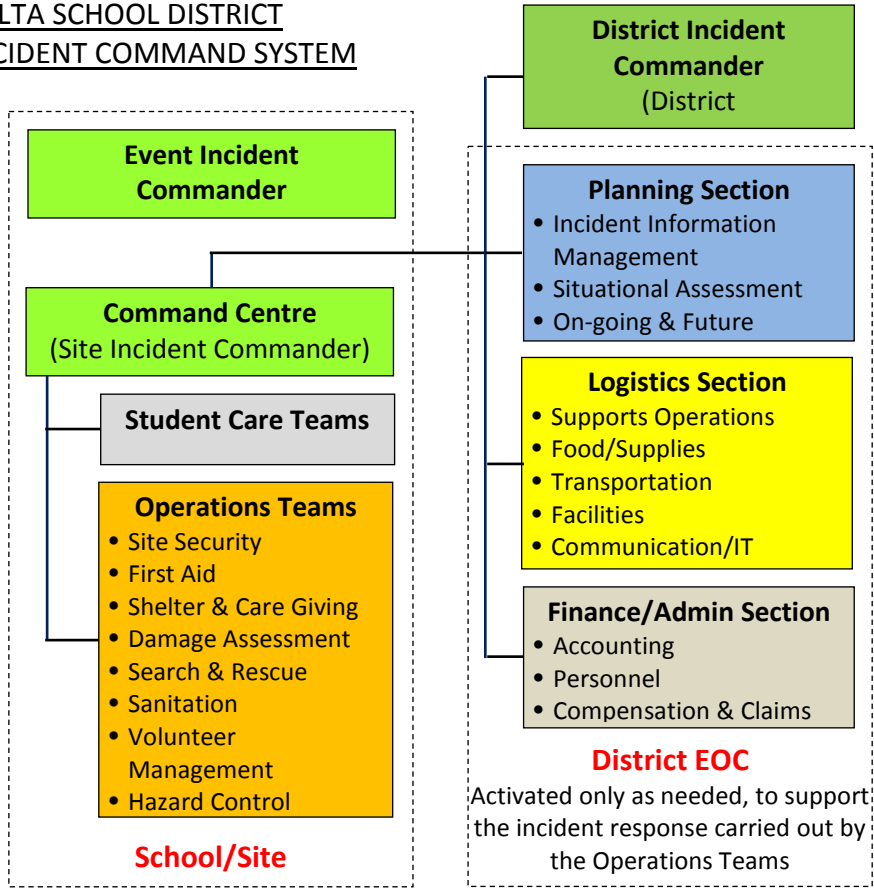 LTA SCHOOL DISTRICT
CIDENT COMMAND SYSTEM
Event Incident
Commander
Command Centre
(Site Incident Commander)
Student Care Teams
Operations Teams
• Site Security
• First Aid
• Shelter & Care Giving
• Damage Assessment
• Search & Rescue
• Sanitation
• Volunteer
Management
• Hazard Control
School/Site
District Incident
Commander
(District
Planning Section
• Incident Information
Management
• Situational Assessment
• On-going & Future
Logistics Section
• Supports Operations
• Food/Supplies
• Transportation
• Facilities
• Communication/IT
Finance/Admin Section
• Accounting
• Personnel
• Compensation & Claims
District EOC
Activated only as needed, to support
the incident response carried out by
the Operations Teams